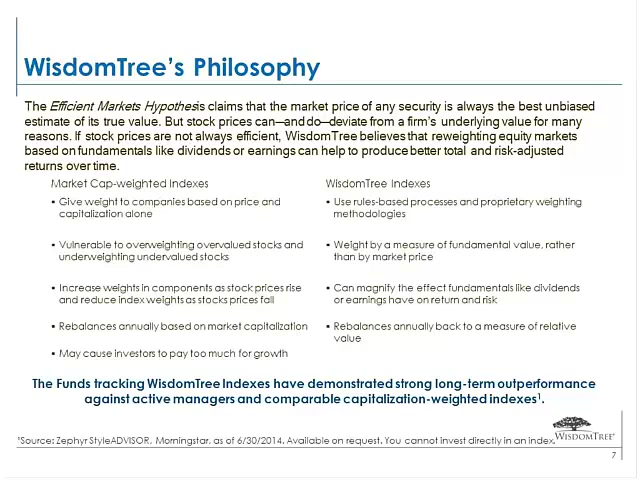 WisdomTree's Philosophy
The Efficient Markets Hypothesis claims that the market price of any security is always the best unbiased
estimate of its true value. But stock prices can—and do—deviate from a firm's underlying value for many
reasons. If stock prices are not always efficient, WisdomTree believes that reweighting equity markets
based on fundamentals like dividends or earnings can help to produce better total and risk-adjusted
returns over time.
Market Cap-weighted Indexes
• Give weight to companies based on price and
capitalization alone
• Vulnerable to overweighting overvalued stocks and
underweighting undervalued stocks
• Increase weights in components as stock prices rise
and reduce index weights as stocks prices fall
• Rebalances annually based on market capitalization
• May cause investors to pay too much for growth
WisdomTree Indexes
• Use rules-based processes and proprietary weighting
methodologies
• Weight by a measure of fundamental value, rather
than by market price
• Can magnify the effect fundamentals like dividends
or earnings have on return and risk
• Rebalances annually back to a measure of relative
value
The Funds tracking WisdomTree Indexes have demonstrated strong long-term outperformance
against active managers and comparable capitalization-weighted indexes¹.
¹Source: Zephyr StyleADVISOR, Morningstar, as of 6/30/2014. Available on request. You cannot invest directly in an index.
WISDOMTREE®
7